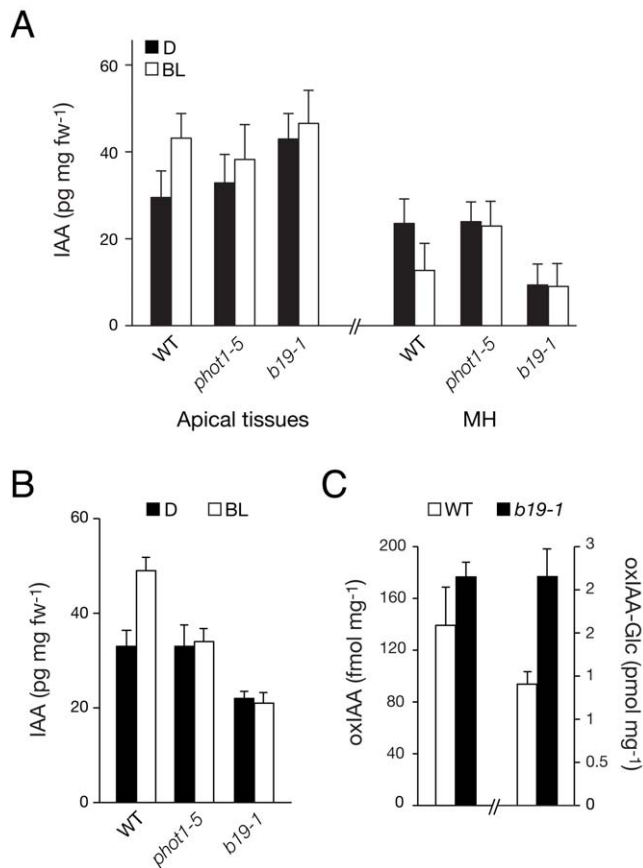 A
D
BL
IAA (pg mg fw-1)
60
40
20
0
WT
phot1-5
b19-1
WT
phot1-5
b19-1
Apical tissues
MH
B
D
BL
IAA (pg mg fw-1)
60
40
20
0
WT
phot1-5
b19-1
C
WT
b19-1
oxIAA (fmol mg-1)
200
160
120
80
40
0
3
2
2
1
1
0.5
0
oxIAA-Glc (pmol mg-1)